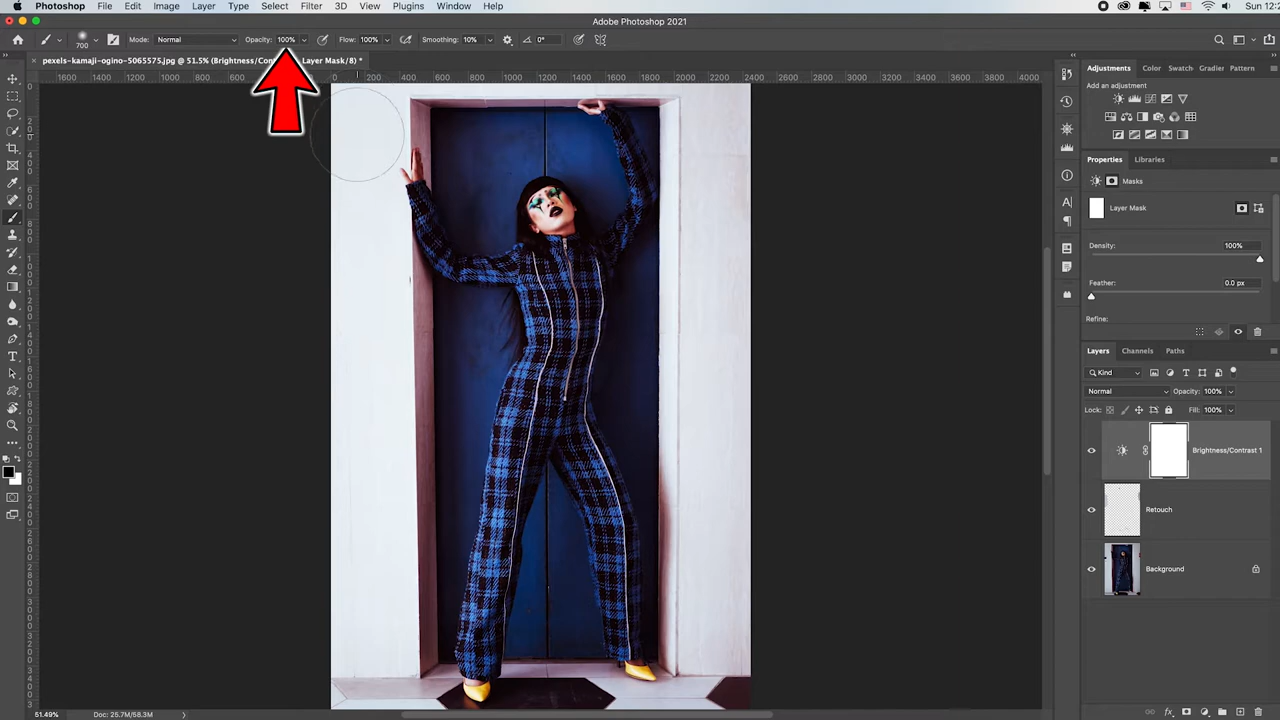 Photoshop File Edit Image Layer Type Select Filter 3D View Plugins Window Help Sun 12:2
Adobe Photoshop 2021
700 Mode: Normal Opacity: 100% Flow: 100% Smoothing: 10% 0°
pexels-kamaji-ogino-5065575.jpg @ 51.5% (Brightness/Con Layer Mask/8) *
1600 1400 1200 1000 800 600 400 200 0 200 400 600 800 1000 1200 1400 1600 1800 2000 2200 2400 2600 2800 3000 3200 3400 3600 3800 4000
Adjustments Color Swatch Gradier Pattern
Add an adjustment
Properties Libraries
Masks
Layer Mask
Density: 100%
Feather: 0.0 px
Refine:
Layers Channels Paths
Kind
Normal Opacity: 100%
Lock: Fill: 100%
Brightness/Contrast 1
Retouch
Background
51.49% Doc: 25.7M/58.3M